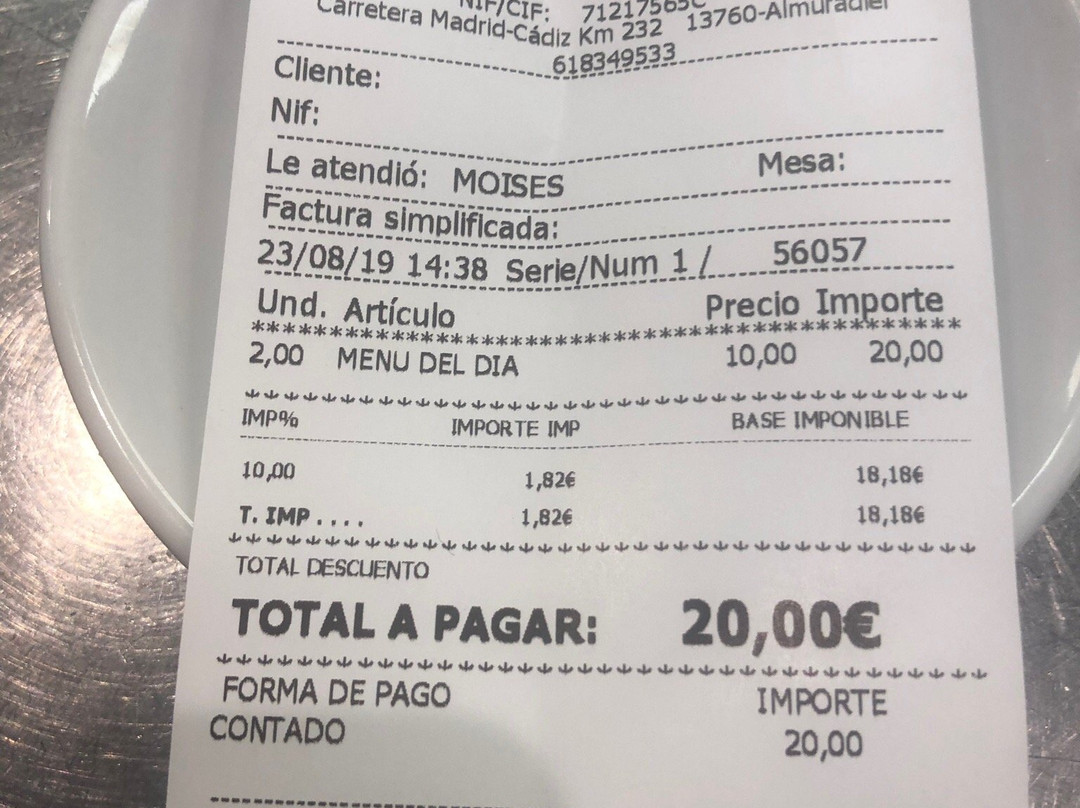 NIF/CIF: 71217565C
Carretera Madrid-Cádiz Km 232 13760-Almuradiel
618349533
Cliente:
Nif:
Le atendió: MOISES Mesa:
Factura simplificada:
23/08/19 14:38 Serie/Num 1 / 56057
Und. Artículo Precio Importe
2,00 MENU DEL DIA 10,00 20,00
IMP% IMPORTE IMP BASE IMPONIBLE
10,00 1,82€ 18,18€
T. IMP.... 1,82€ 18,18€
TOTAL DESCUENTO
TOTAL A PAGAR: 20,00€
FORMA DE PAGO IMPORTE
CONTADO 20,00